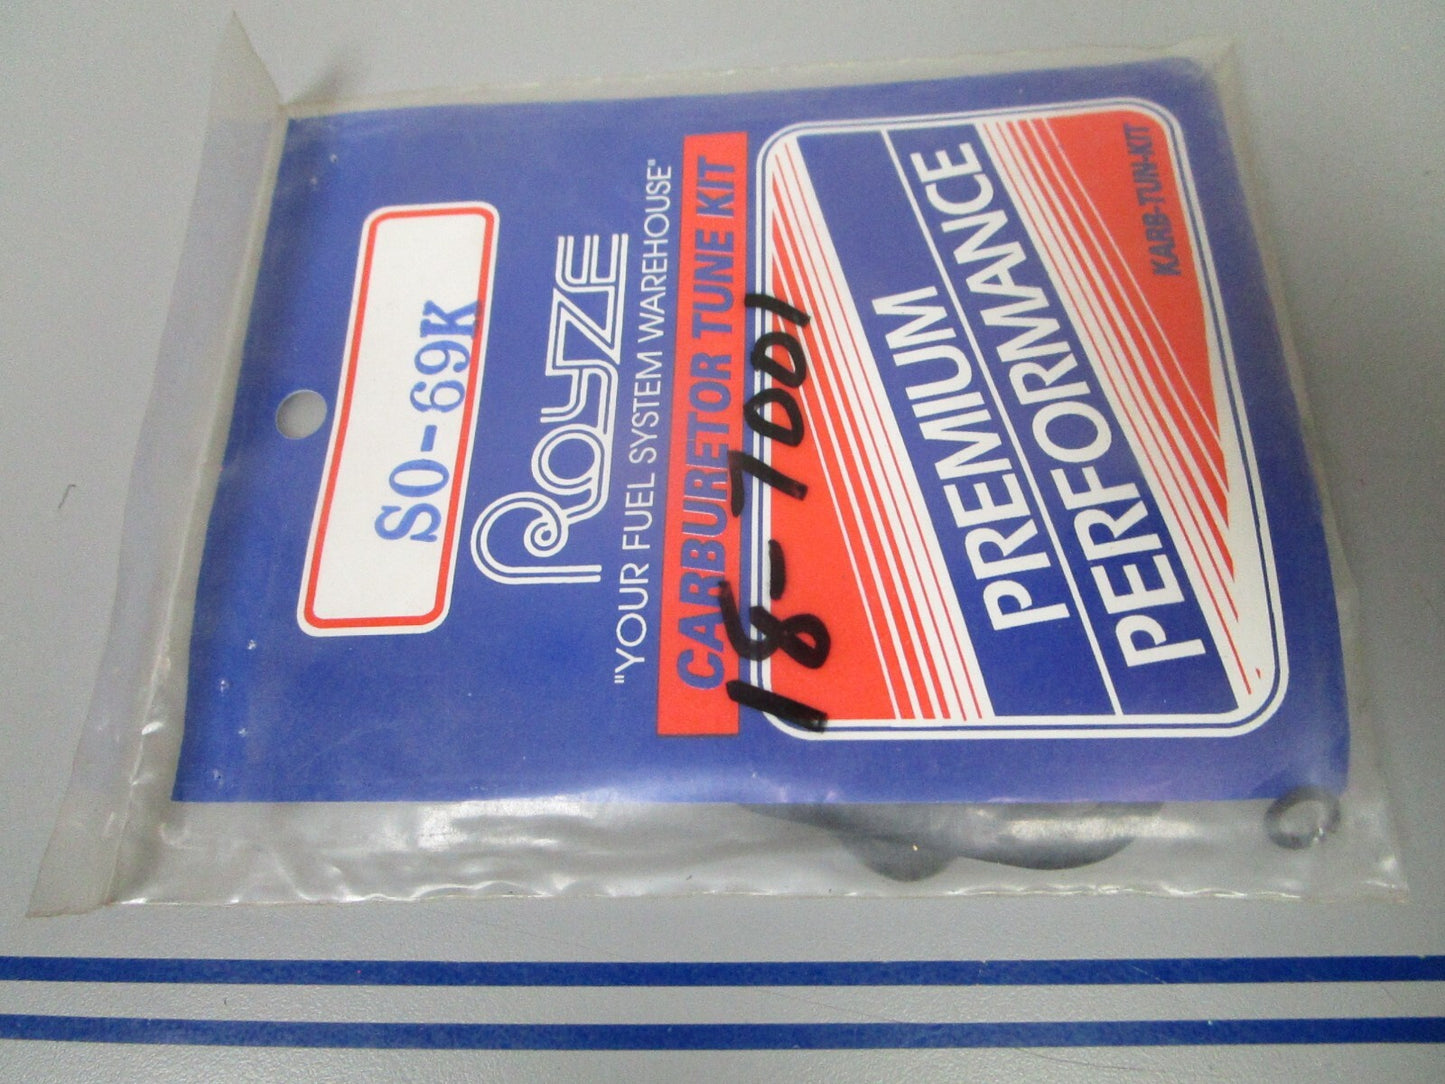 SO-69K
Royze
"YOUR FUEL SYSTEM WAREHOUSE"
CARBURETOR TUNE KIT
18-7001
PREMIUM
PERFORMANCE
KARB-TUN-KIT